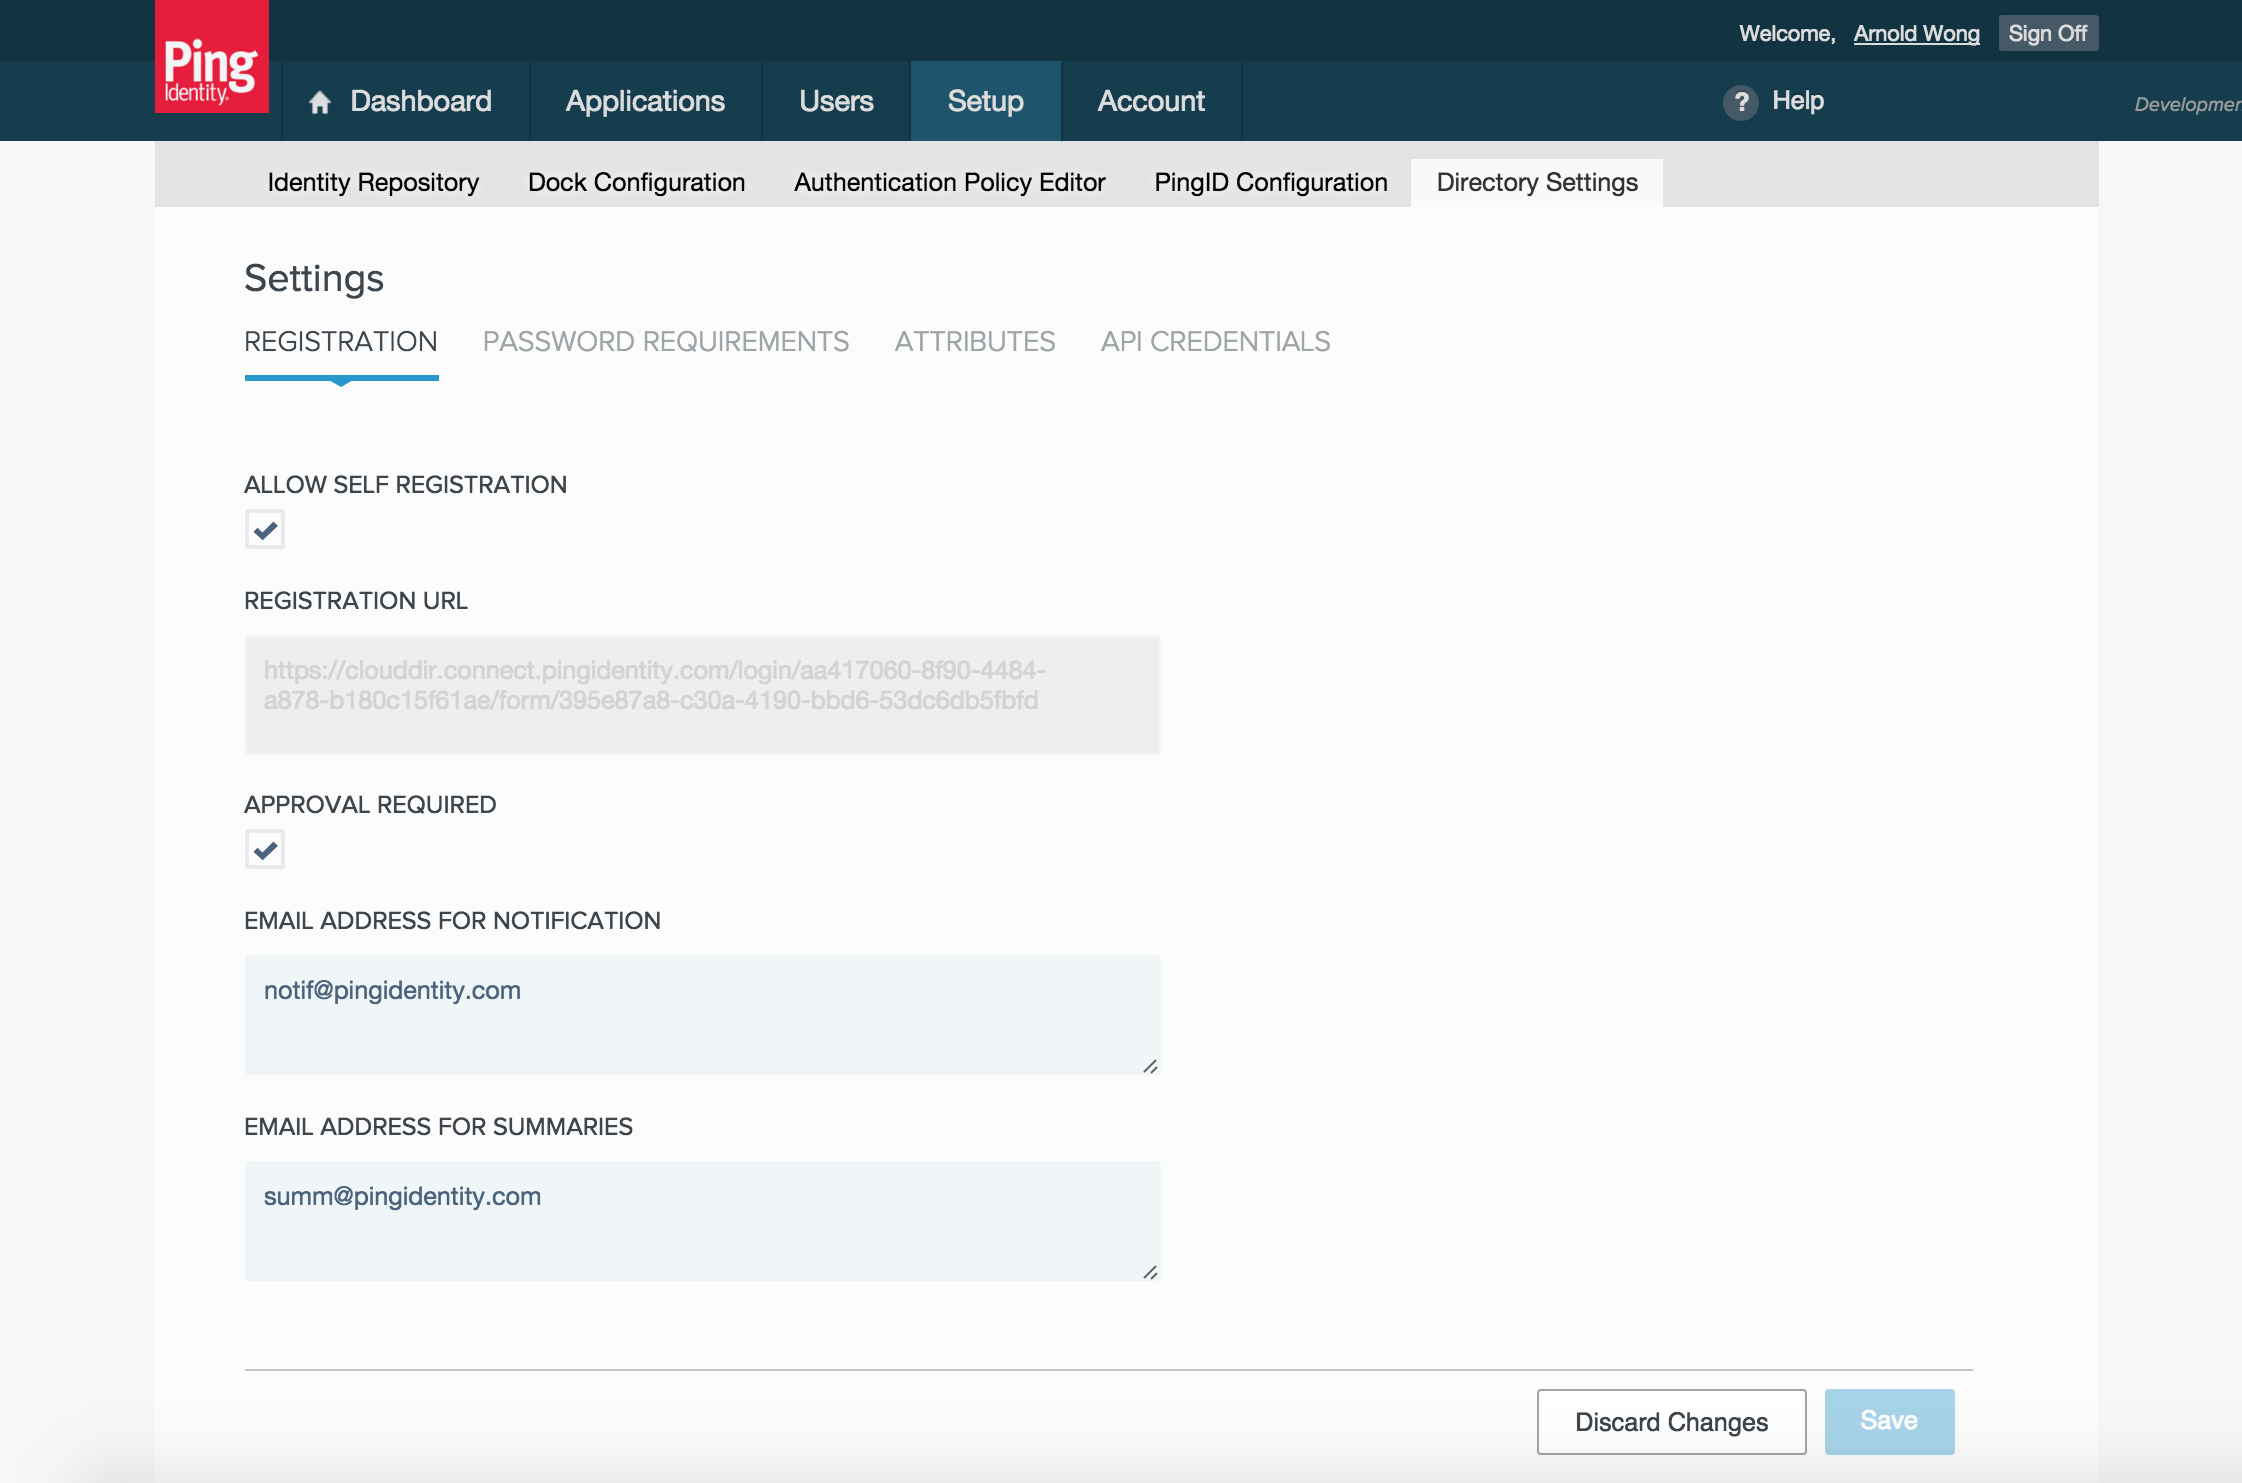 Welcome, Arnold Wong Sign Off
Ping
Identity
Dashboard Applications Users Setup Account ? Help Developmer
Identity Repository Dock Configuration Authentication Policy Editor PingID Configuration Directory Settings
Settings
REGISTRATION PASSWORD REQUIREMENTS ATTRIBUTES API CREDENTIALS
ALLOW SELF REGISTRATION
REGISTRATION URL
https://clouddir.connect.pingidentity.com/login/aa417060-8f90-4484-
a878-b180c15f61ae/form/395e87a8-c30a-4190-bbd6-53dc6db5fbfd
APPROVAL REQUIRED
EMAIL ADDRESS FOR NOTIFICATION
notif@pingidentity.com
EMAIL ADDRESS FOR SUMMARIES
summ@pingidentity.com
Discard Changes Save